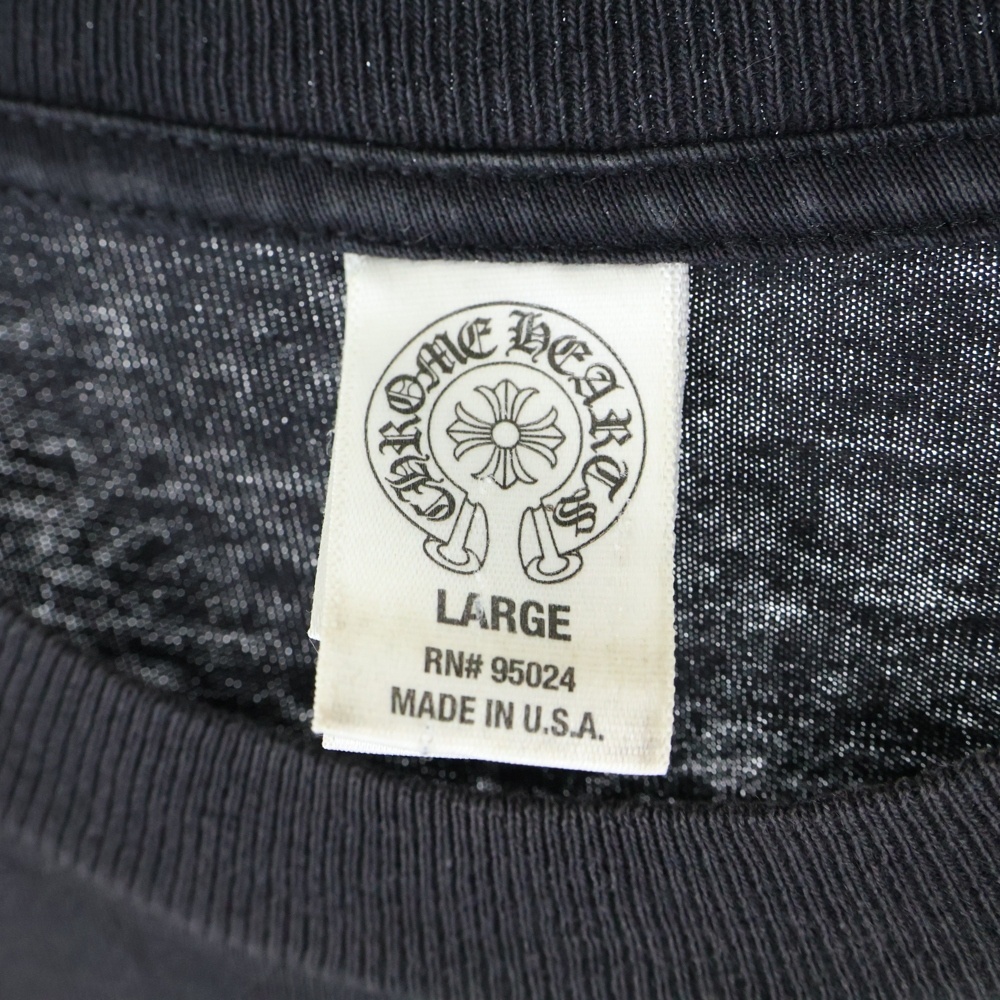 CHROME HEARTS
LARGE
RN# 95024
MADE IN U.S.A.